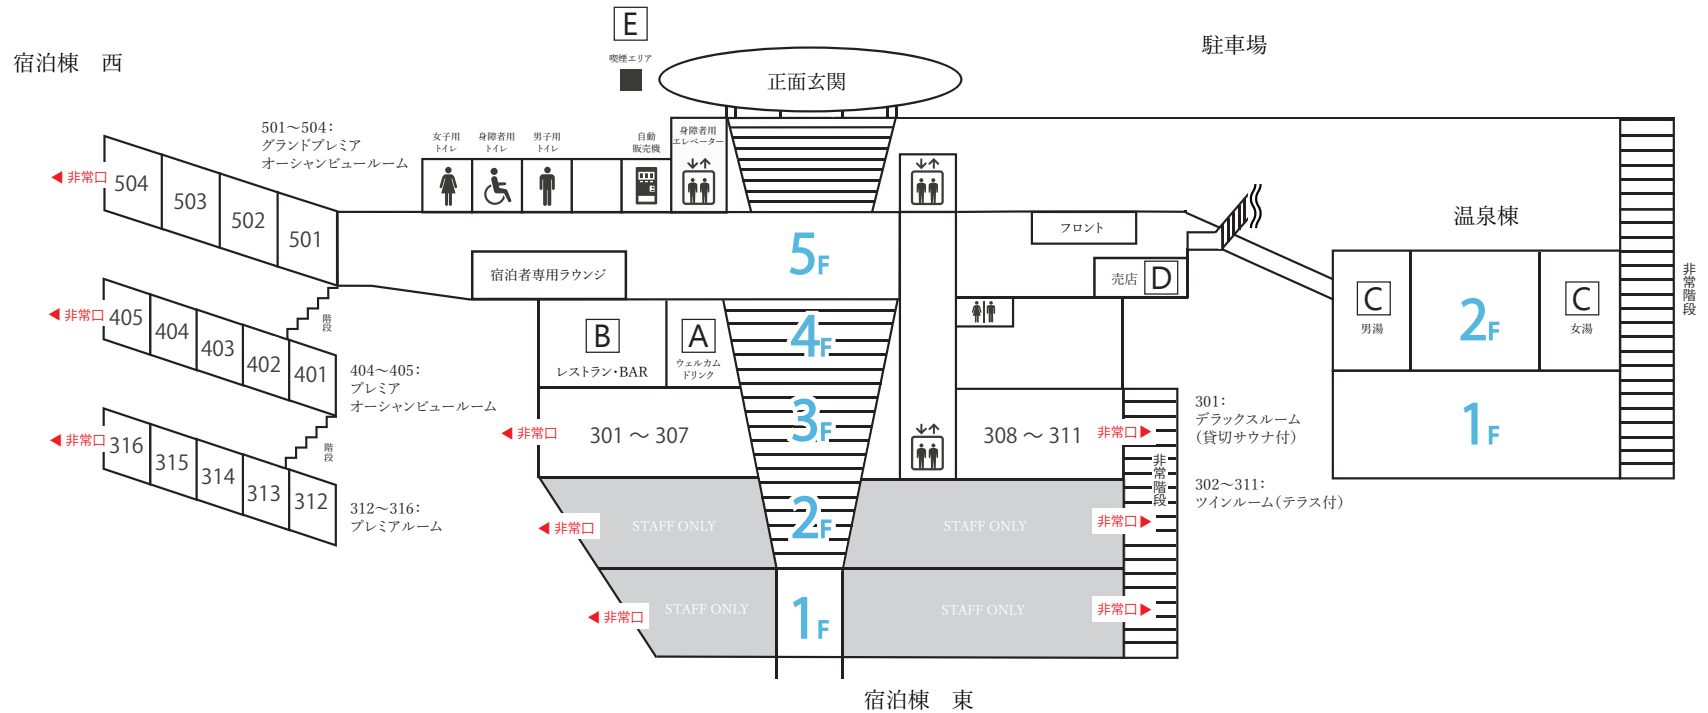 E
喫煙エリア
正面玄関
駐車場
宿泊棟　西
501〜504：
グランドプレミア
オーシャンビュールーム
女子用
トイレ
身障者用
トイレ
男子用
トイレ
自動
販売機
身障者用
エレベーター
非常口
504
503
502
501
5F
フロント
宿泊者専用ラウンジ
売店
D
温泉棟
非常階段
C
男湯
2F
C
女湯
1F
非常口
405
404
403
402
401
階段
404〜405：
プレミア
オーシャンビュールーム
B
レストラン・BAR
A
ウェルカム
ドリンク
4F
非常口
316
315
314
313
312
階段
312〜316：
プレミアルーム
非常口
301 〜 307
3F
308 〜 311
非常口
非常階段
301：
デラックスルーム
（貸切サウナ付）
302〜311：
ツインルーム（テラス付）
非常口
STAFF ONLY
2F
STAFF ONLY
非常口
非常口
STAFF ONLY
1F
STAFF ONLY
非常口
宿泊棟　東